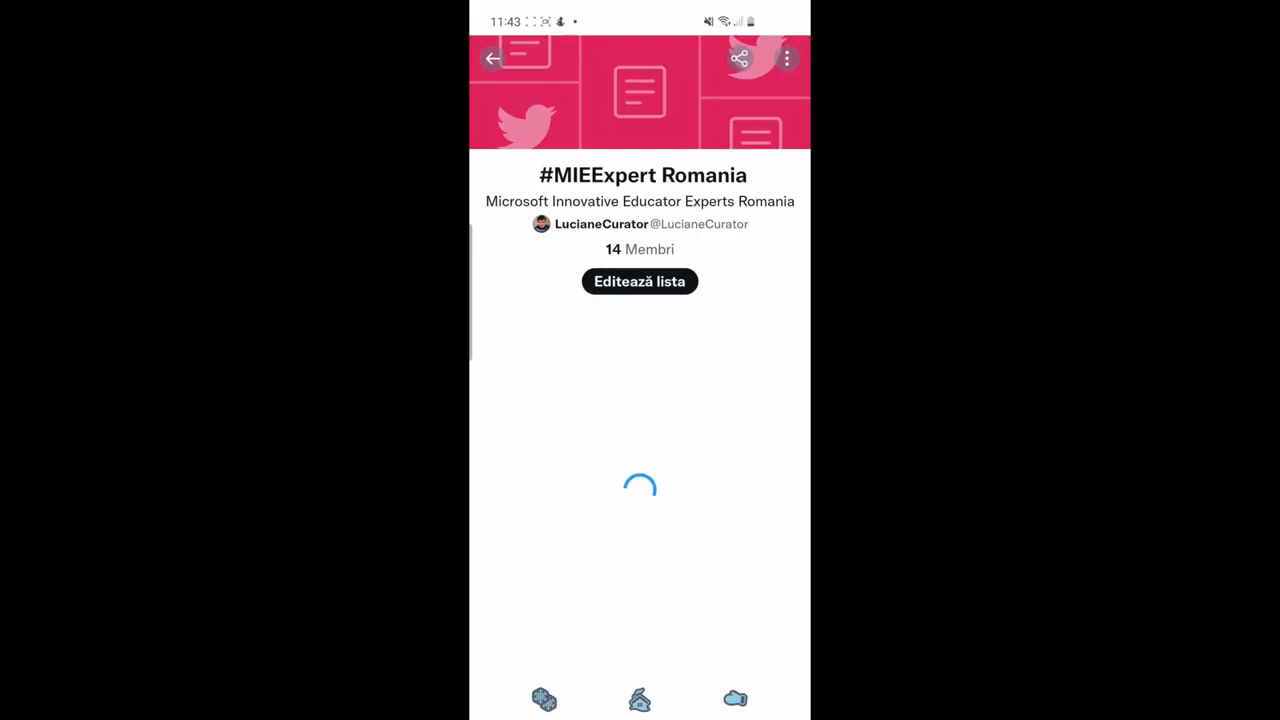 11:43
#MIEExpert Romania
Microsoft Innovative Educator Experts Romania
LucianeCurator @LucianeCurator
14 Membri
Editează lista